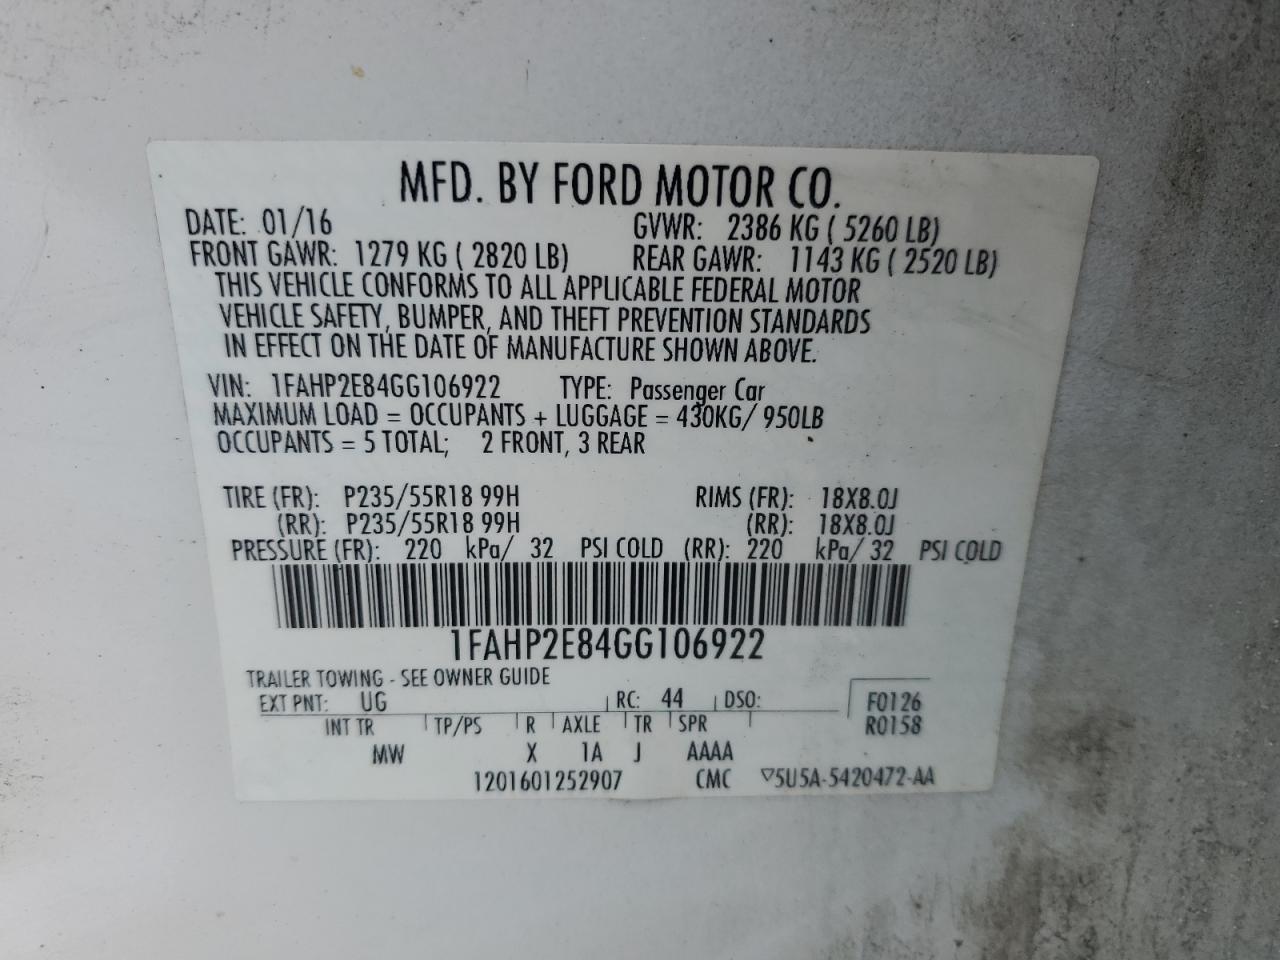 MFD. BY FORD MOTOR CO.
DATE: 01/16 GVWR: 2386 KG ( 5260 LB)
FRONT GAWR: 1279 KG ( 2820 LB) REAR GAWR: 1143 KG ( 2520 LB)
THIS VEHICLE CONFORMS TO ALL APPLICABLE FEDERAL MOTOR
VEHICLE SAFETY, BUMPER, AND THEFT PREVENTION STANDARDS
IN EFFECT ON THE DATE OF MANUFACTURE SHOWN ABOVE.
VIN: 1FAHP2E84GG106922 TYPE: Passenger Car
MAXIMUM LOAD = OCCUPANTS + LUGGAGE = 430KG/ 950LB
OCCUPANTS = 5 TOTAL; 2 FRONT, 3 REAR
TIRE (FR): P235/55R18 99H RIMS (FR): 18X8.0J
(RR): P235/55R18 99H (RR): 18X8.0J
PRESSURE (FR): 220 kPa/ 32 PSI COLD (RR): 220 kPa/ 32 PSI COLD
1FAHP2E84GG106922
TRAILER TOWING - SEE OWNER GUIDE
EXT PNT: UG RC: 44 DSO: F0126
INT TR TP/PS R AXLE TR SPR R0158
MW X 1A J AAAA
1201601252907 CMC ▽5U5A-5420472-AA